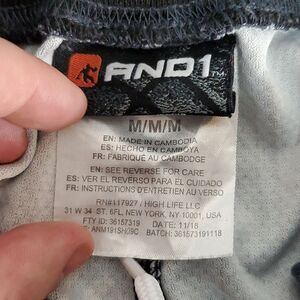 AND1
M/M/M
EN: MADE IN CAMBODIA
ES: HECHO EN CAMBOYA
FR: FABRIQUÉ AU CAMBODGE
EN: SEE REVERSE FOR CARE
ES: VER EL REVERSO PARA EL CUIDADO
FR: INSTRUCTIONS D'ENTRETIEN AU VERSO
RN#117927 / HIGH LIFE LLC
31 W 34 ST. 6FL, NEW YORK, NY 10001, USA
FTY ID: 36157319 DATE: 11/18
#: ANM191SH09C BATCH: 361573191118